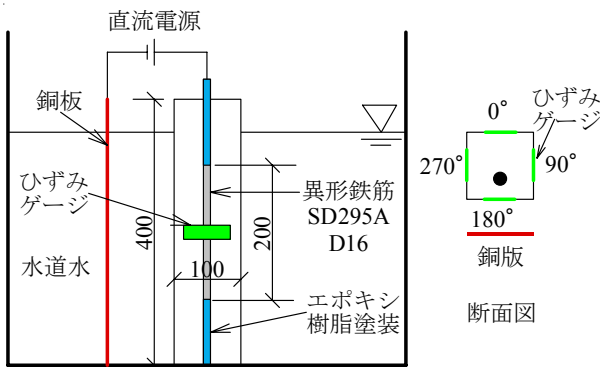 直流電源
銅板
ひずみ
ゲージ
水道水
400
100
200
異形鉄筋
SD295A
D16
エポキシ
樹脂塗装
0°
ひずみ
ゲージ
270°
90°
180°
銅版
断面図